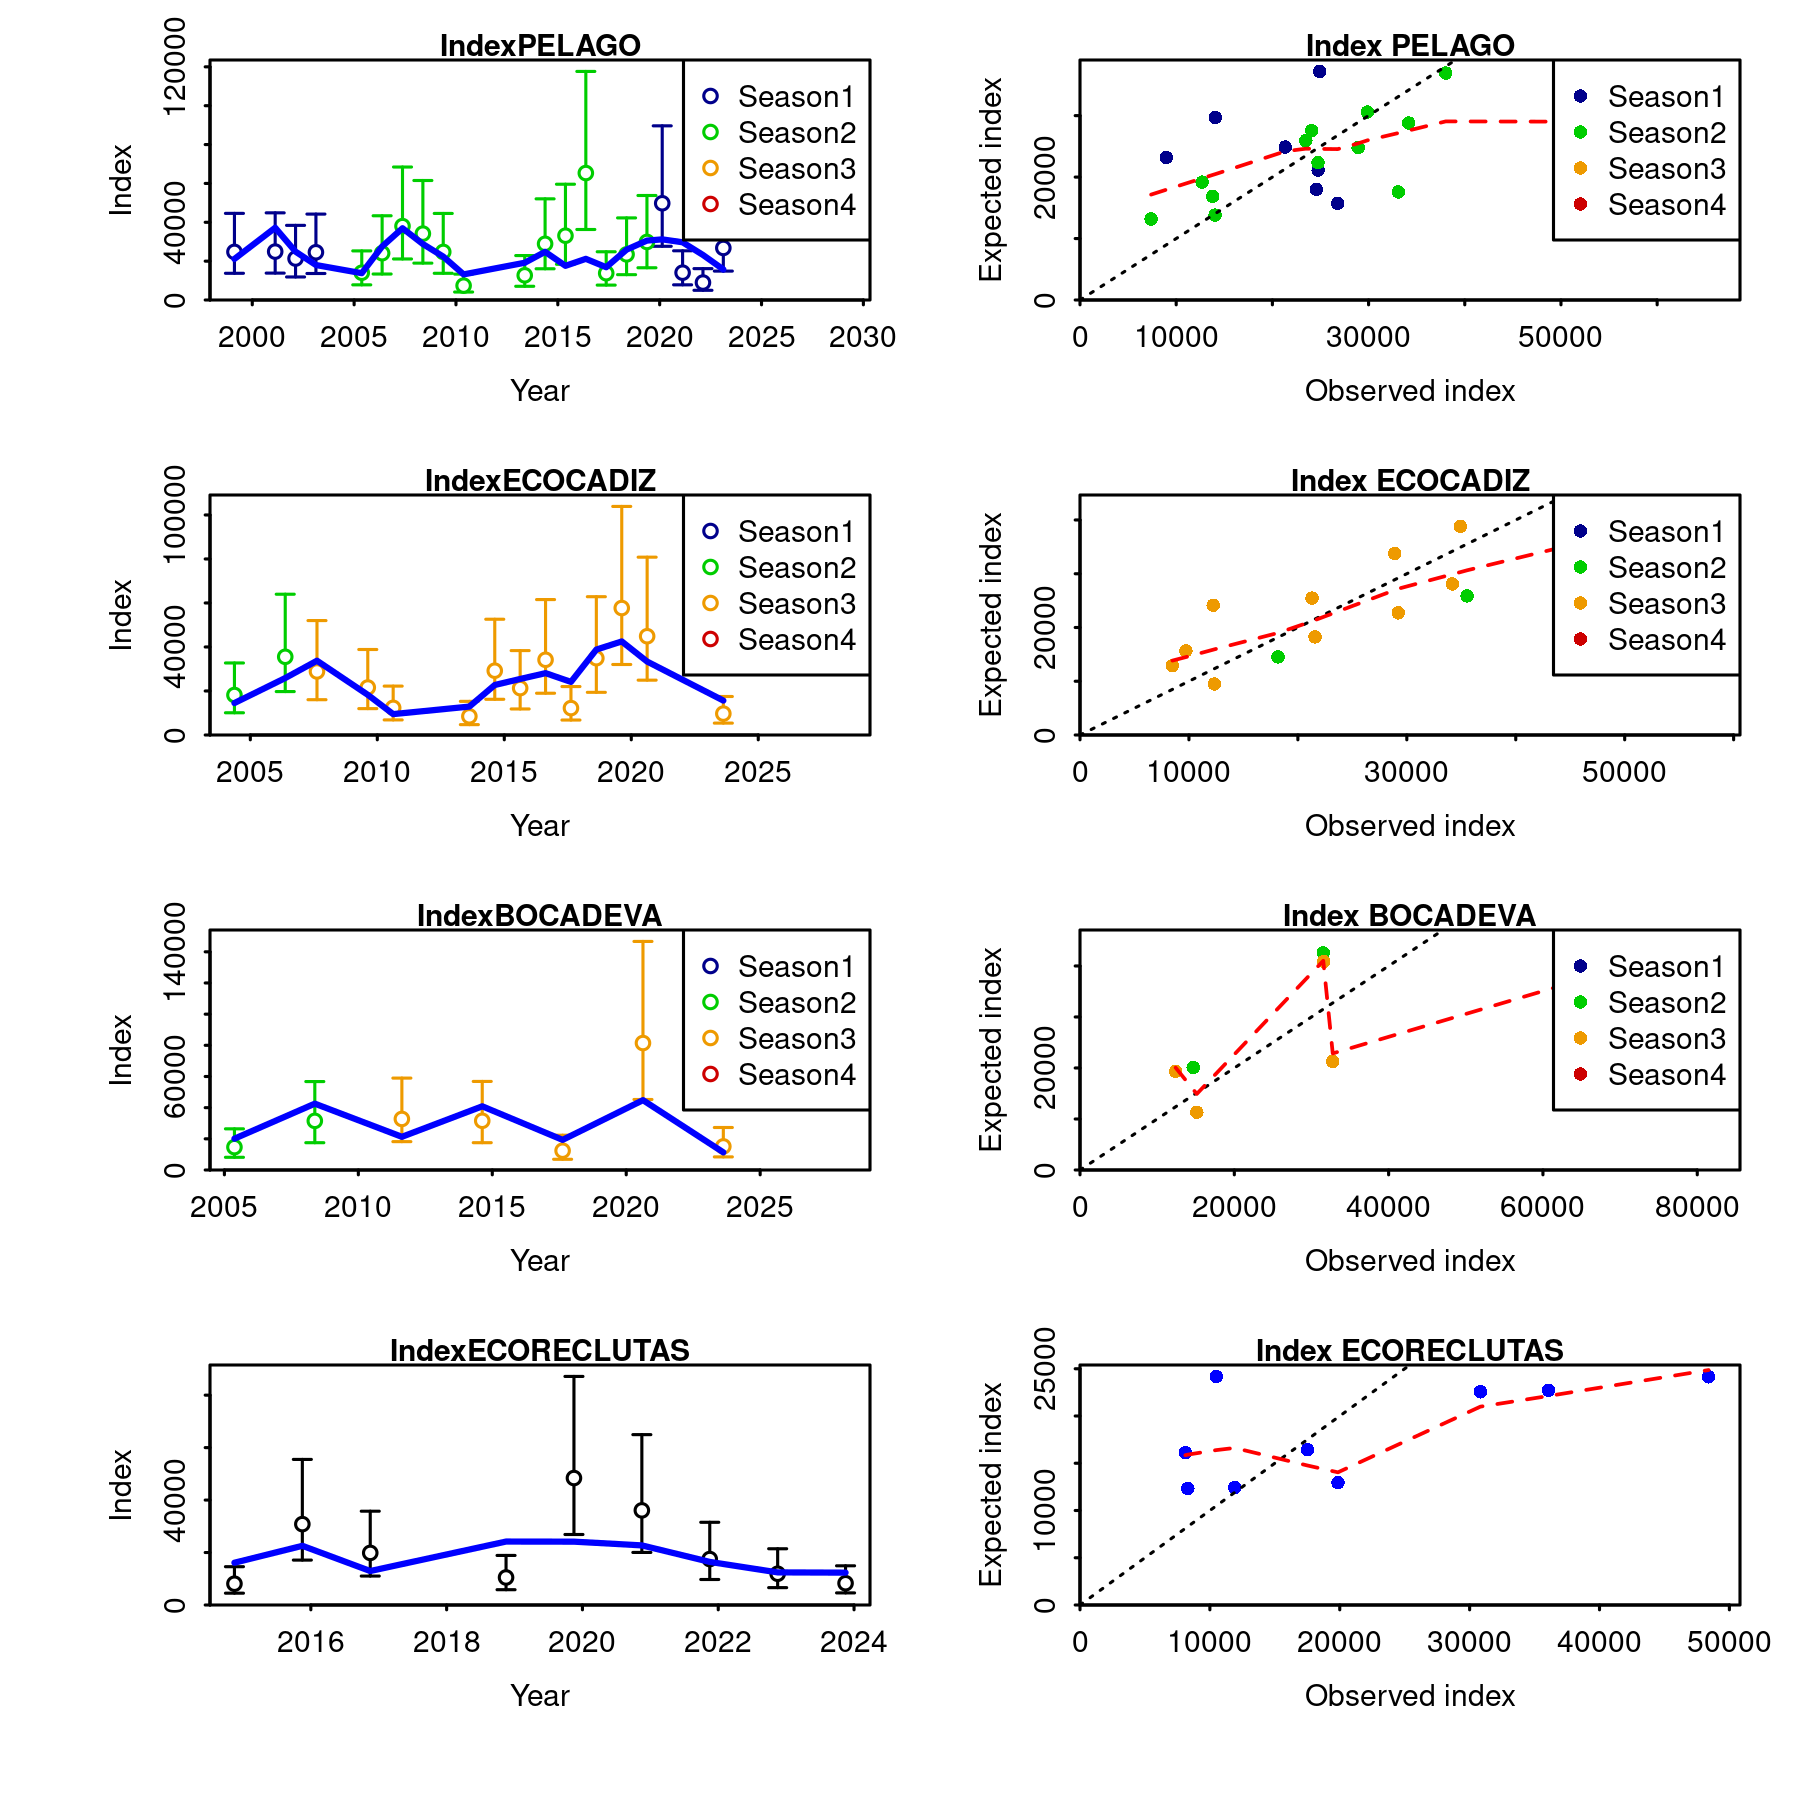 IndexPELAGO
Index
0
40000
120000
Season1
Season2
Season3
Season4
2000 2005 2010 2015 2020 2025 2030
Year
Index PELAGO
Expected index
0
20000
Season1
Season2
Season3
Season4
0 10000 30000 50000
Observed index
IndexECOCADIZ
Index
0
40000
100000
Season1
Season2
Season3
Season4
2005 2010 2015 2020 2025
Year
Index ECOCADIZ
Expected index
0
20000
Season1
Season2
Season3
Season4
0 10000 30000 50000
Observed index
IndexBOCADEVA
Index
0
60000
140000
Season1
Season2
Season3
Season4
2005 2010 2015 2020 2025
Year
Index BOCADEVA
Expected index
0
20000
Season1
Season2
Season3
Season4
0 20000 40000 60000 80000
Observed index
IndexECORECLUTAS
Index
0
40000
2016 2018 2020 2022 2024
Year
Index ECORECLUTAS
Expected index
0
10000
25000
0 10000 20000 30000 40000 50000
Observed index